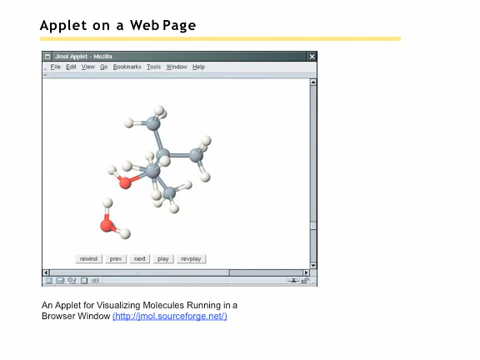 Applet on a Web Page
Jmol Applet - Mozilla
File Edit View Go Bookmarks Tools Window Help
rewind prev next play revplay
An Applet for Visualizing Molecules Running in a
Browser Window (http://jmol.sourceforge.net/)